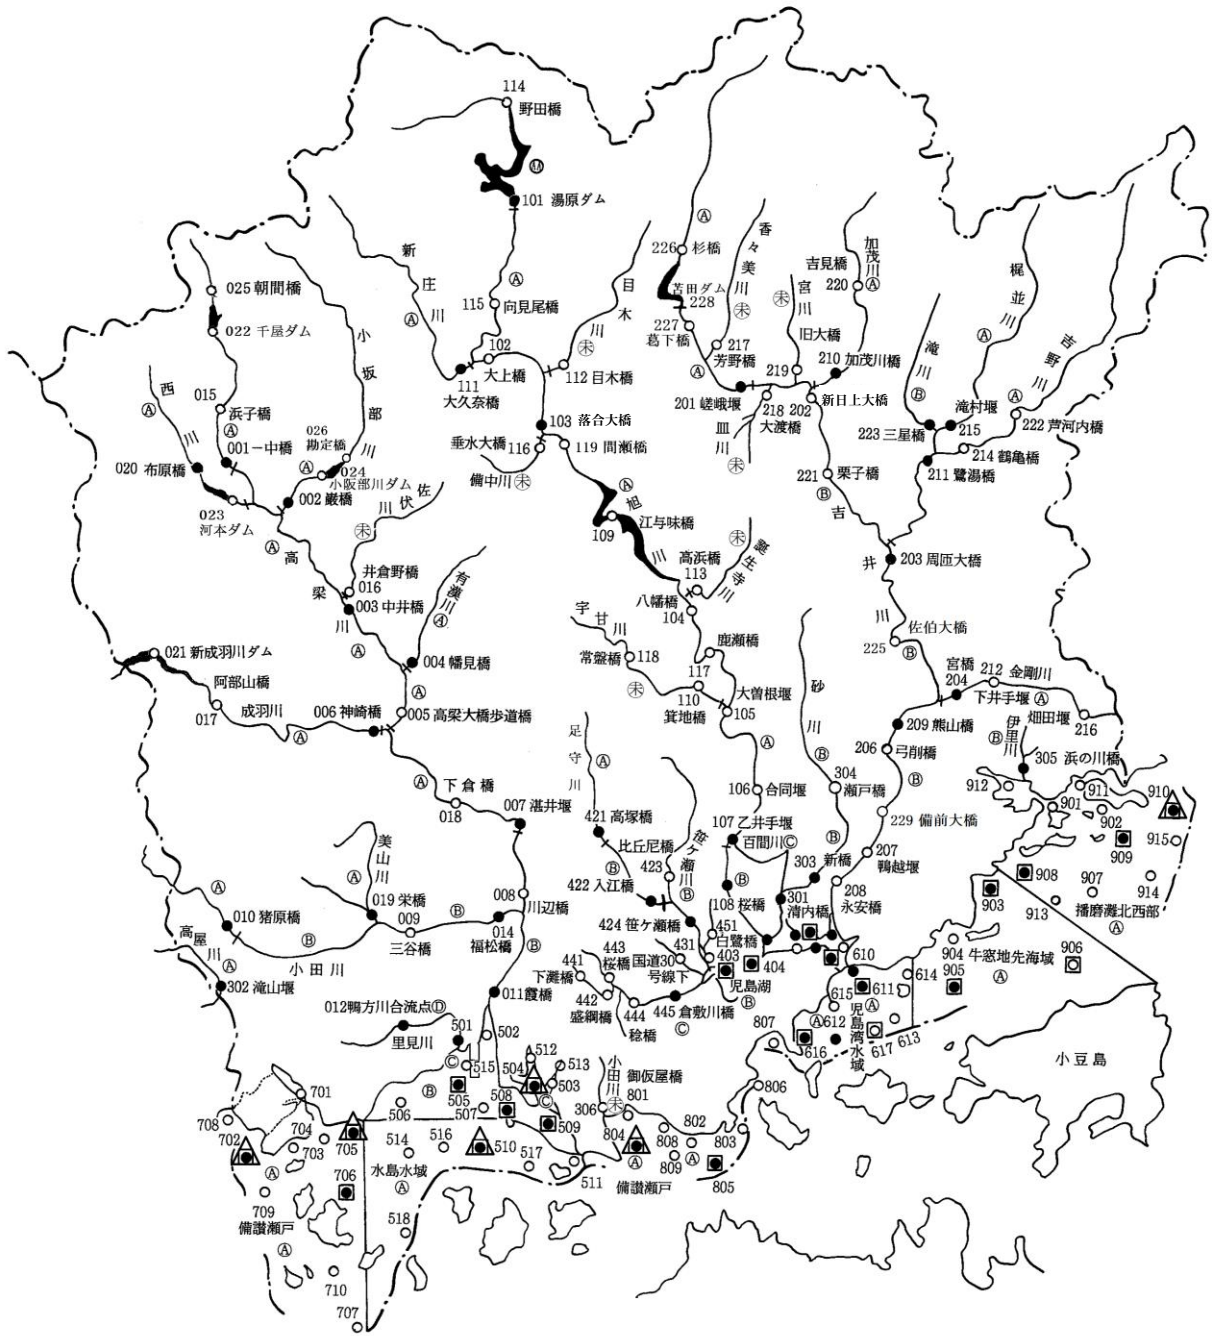 114
野田橋
Ⓜ
101 湯原ダム
新庄川
Ⓐ
Ⓐ
115 向見尾橋
102
大上橋
111
大久奈橋
目木川
㊍
112 目木橋
103 落合大橋
垂水大橋
116
119 間瀬橋
備中川
Ⓐ
226 杉橋
苫田ダム
228
227
葛下橋
香々美川
217
芳野橋
Ⓐ
201 嵯峨堰
宮川
旧大橋
219
218
大渡橋
皿川
加茂川
Ⓐ
吉見橋
220
210 加茂川橋
202
新日上大橋
滝川
Ⓑ
223 三星橋
梶並川
Ⓐ
滝村堰
215
吉野川
Ⓐ
222 芦河内橋
214 鶴亀橋
211 鷺湯橋
025 朝間橋
022 千屋ダム
015
浜子橋
Ⓐ
001一中橋
西川
Ⓐ
020 布原橋
023
河本ダム
小坂部川
026
勘定橋
024
小阪部川ダム
Ⓐ
002 巌橋
佐伏川
井倉野橋
016
003 中井橋
高梁川
Ⓐ
Ⓐ
有漢川
Ⓐ
004 幡見橋
Ⓐ
005 高梁大橋歩道橋
021 新成羽川ダム
阿部山橋
017
成羽川
Ⓐ
006 神崎橋
Ⓐ
下倉橋
018
007 湛井堰
旭川
Ⓐ
109
江与味橋
高浜橋
113
誕生寺川
八幡橋
104
宇甘川
常盤橋
118
鹿瀬橋
117
110
箕地橋
大曽根堰
105
Ⓐ
106 合同堰
221
栗子橋
Ⓑ
吉井川
203 周匝大橋
佐伯大橋
225
Ⓑ
宮橋
204
212 金剛川
下井手堰
Ⓐ
畑田堰
216
伊里川
Ⓑ
305 浜の川橋
209 熊山橋
206 弓削橋
Ⓑ
229 備前大橋
207
鴨越堰
208
永安橋
砂川
Ⓑ
304
瀬戸橋
Ⓑ
303 新橋
301
清内橋
107 乙井手堰
百間川Ⓒ
Ⓑ
108 桜橋
足守川
Ⓐ
421 高塚橋
比丘尼橋
423
Ⓑ
422 入江橋
笹ヶ瀬川
Ⓑ
424 笹ヶ瀬橋
451
白鷺橋
403
404
児島湖
Ⓑ
431
国道30
号線下
443
桜橋
441
下灘橋
442
盛綱橋
444
稔橋
445 倉敷川橋
Ⓒ
美山川
Ⓐ
019 栄橋
009
三谷橋
Ⓑ
008
川辺橋
014
福松橋
Ⓑ
Ⓐ
010 猪原橋
Ⓑ
小田川
高屋川
Ⓐ
302 滝山堰
011霞橋
012鴨方川合流点Ⓓ
里見川
501
502
Ⓒ
515
505
Ⓑ
506
507
508
512
504
513
503
Ⓒ
509
510
511
514
516
517
518
水島水域
Ⓐ
小田川
御仮屋橋
306
801
802
803
804
805
806
807
808
809
Ⓐ
Ⓐ
備讃瀬戸
701
702
703
704
705
706
707
708
709
710
Ⓐ
備讃瀬戸
Ⓐ
610
611
612
613
614
615
616
617
Ⓐ
Ⓐ
児島湾水域
901
902
903
904
905
906
907
908
909
910
911
912
913
914
915
播磨灘北西部
Ⓐ
牛窓地先海域
Ⓐ
小豆島